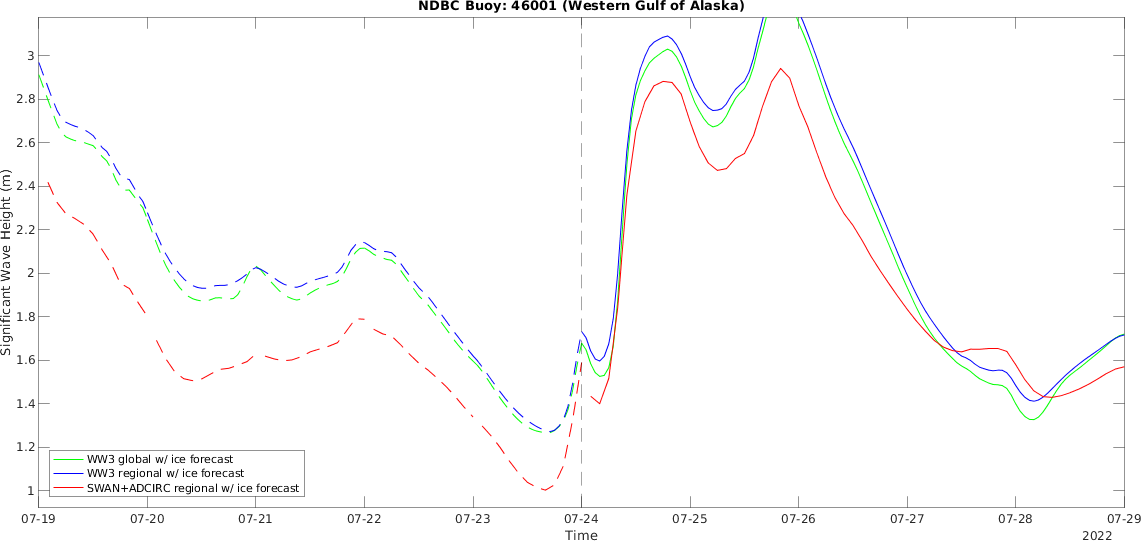 NDBC Buoy: 46001 (Western Gulf of Alaska)
3
2.8
2.6
2.4
2.2
2
1.8
1.6
1.4
1.2
1
Significant Wave Height (m)
WW3 global w/ ice forecast
WW3 regional w/ ice forecast
SWAN+ADCIRC regional w/ ice forecast
07-19 07-20 07-21 07-22 07-23 07-24 07-25 07-26 07-27 07-28 07-29
Time
2022